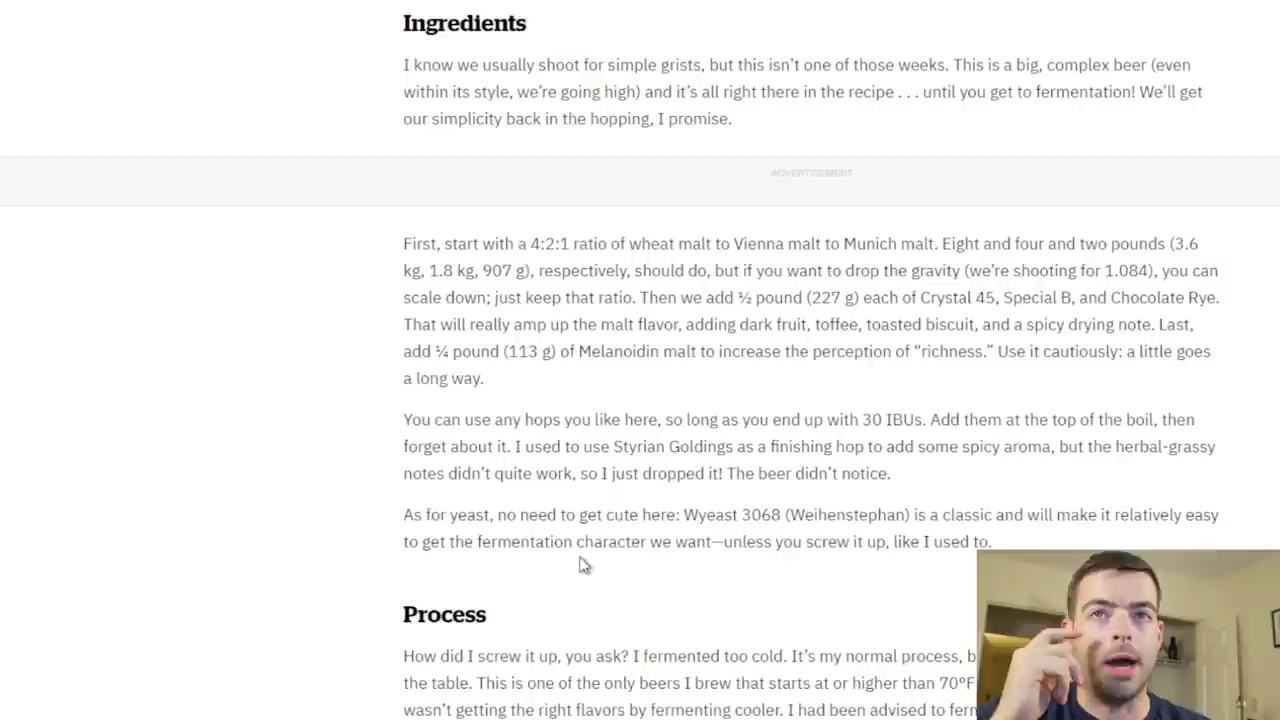 Ingredients
I know we usually shoot for simple grists, but this isn’t one of those weeks. This is a big, complex beer (even
within its style, we’re going high) and it’s all right there in the recipe . . . until you get to fermentation! We’ll get
our simplicity back in the hopping, I promise.
ADVERTISEMENT
First, start with a 4:2:1 ratio of wheat malt to Vienna malt to Munich malt. Eight and four and two pounds (3.6
kg, 1.8 kg, 907 g), respectively, should do, but if you want to drop the gravity (we’re shooting for 1.084), you can
scale down; just keep that ratio. Then we add ½ pound (227 g) each of Crystal 45, Special B, and Chocolate Rye.
That will really amp up the malt flavor, adding dark fruit, toffee, toasted biscuit, and a spicy drying note. Last,
add ¼ pound (113 g) of Melanoidin malt to increase the perception of “richness.” Use it cautiously: a little goes
a long way.
You can use any hops you like here, so long as you end up with 30 IBUs. Add them at the top of the boil, then
forget about it. I used to use Styrian Goldings as a finishing hop to add some spicy aroma, but the herbal-grassy
notes didn’t quite work, so I just dropped it! The beer didn’t notice.
As for yeast, no need to get cute here: Wyeast 3068 (Weihenstephan) is a classic and will make it relatively easy
to get the fermentation character we want—unless you screw it up, like I used to.
Process
How did I screw it up, you ask? I fermented too cold. It’s my normal process, b
the table. This is one of the only beers I brew that starts at or higher than 70°F
wasn’t getting the right flavors by fermenting cooler. I had been advised to fern